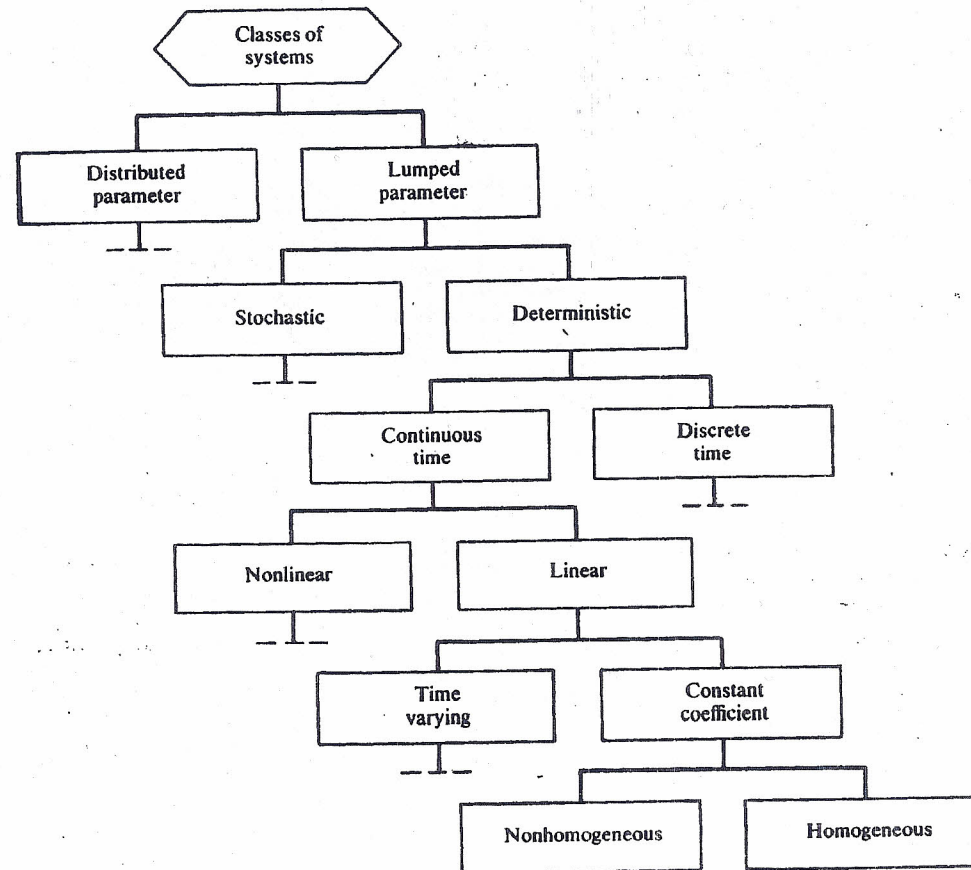 Classes of
systems
Distributed
parameter
Lumped
parameter
Stochastic
Deterministic
Continuous
time
Discrete
time
Nonlinear
Linear
Time
varying
Constant
coefficient
Nonhomogeneous
Homogeneous